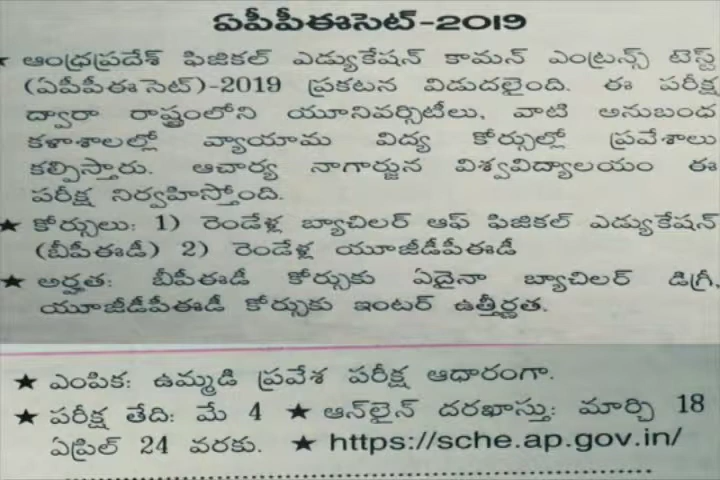 ఏపీపీఈసెట్-2019
★ ఆంధ్రప్రదేశ్ ఫిజికల్ ఎడ్యుకేషన్ కామన్ ఎంట్రన్స్ టెస్ట్
(ఏపీపీఈసెట్)-2019 ప్రకటన విడుదలైంది. ఈ పరీక్ష
ద్వారా రాష్ట్రంలోని యూనివర్సిటీలు, వాటి అనుబంధ
కళాశాలల్లో వ్యాయామ విద్య కోర్సుల్లో ప్రవేశాలు
కల్పిస్తారు. ఆచార్య నాగార్జున విశ్వవిద్యాలయం ఈ
పరీక్ష నిర్వహిస్తోంది.
★ కోర్సులు: 1) రెండేళ్ల బ్యాచిలర్ ఆఫ్ ఫిజికల్ ఎడ్యుకేషన్
(బీపీఈడీ) 2) రెండేళ్ల యూజీడీపీఈడీ
★ అర్హత: బీపీఈడీ కోర్సుకు ఏదైనా బ్యాచిలర్ డిగ్రీ,
యూజీడీపీఈడీ కోర్సుకు ఇంటర్ ఉత్తీర్ణత.
★ ఎంపిక: ఉమ్మడి ప్రవేశ పరీక్ష ఆధారంగా.
★ పరీక్ష తేది: మే 4 ★ ఆన్‌లైన్ దరఖాస్తు: మార్చి 18
ఏప్రిల్ 24 వరకు. ★ https://sche.ap.gov.in/